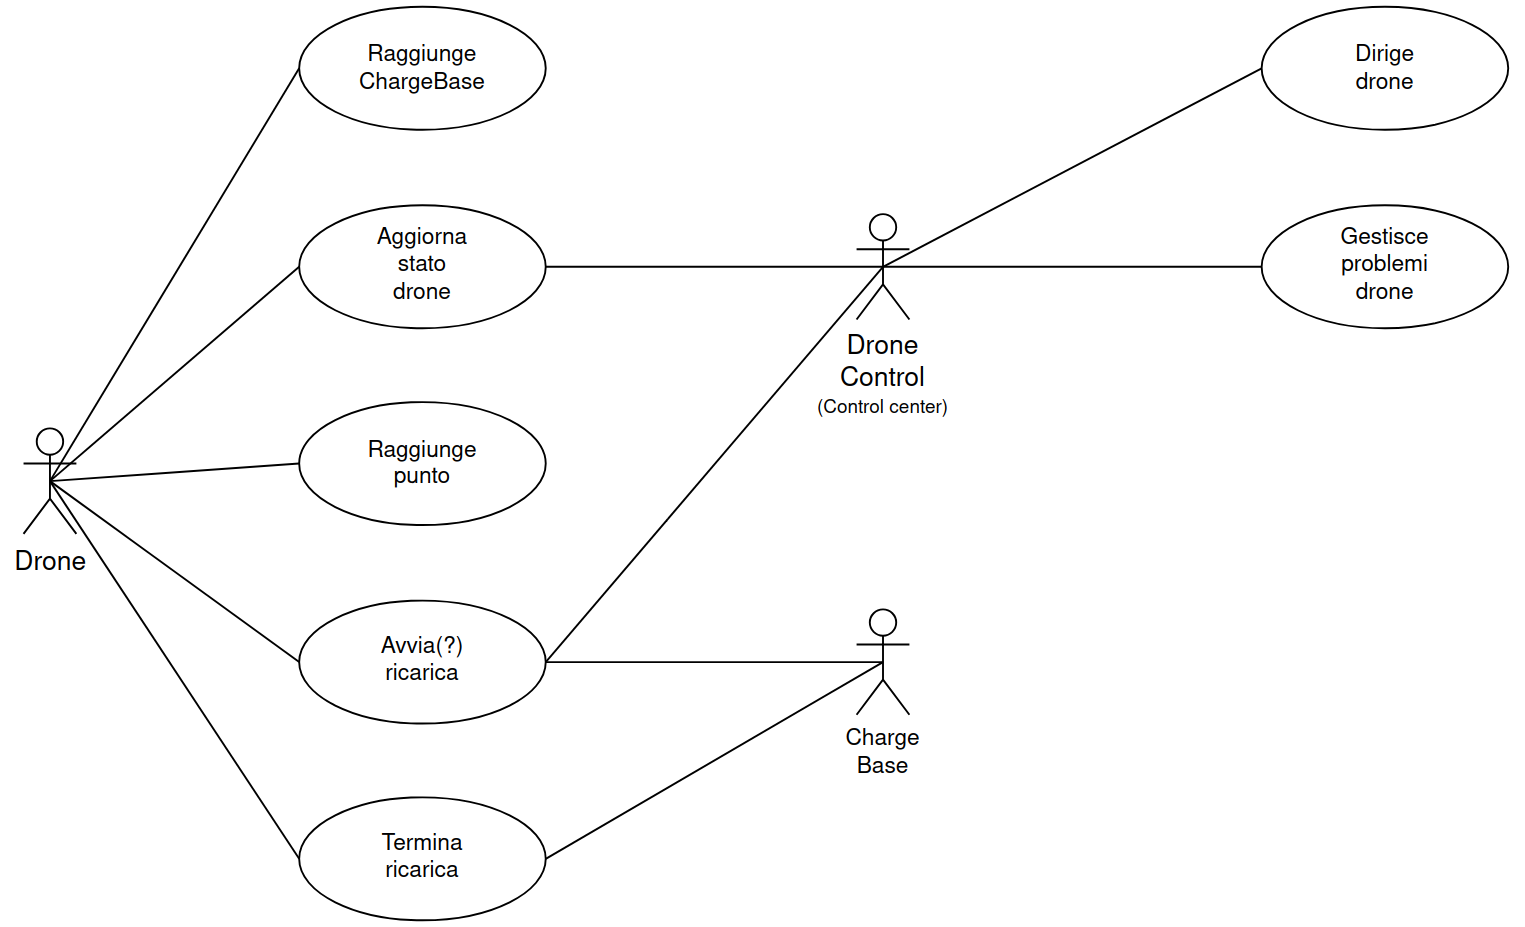 Raggiunge
ChargeBase
Dirige
drone
Aggiorna
stato
drone
Gestisce
problemi
drone
Drone
Control
(Control center)
Raggiunge
punto
Drone
Avvia(?)
ricarica
Charge
Base
Termina
ricarica